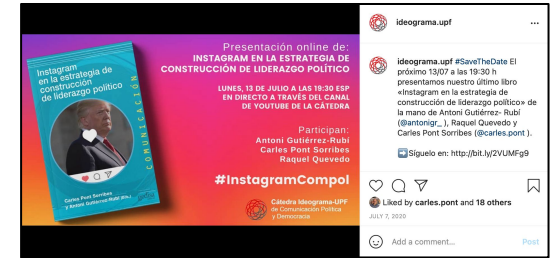 Instagram
en la estrategia de
construcción
de liderazgo político
COMUNICACIÓN
Carles Pont Sorribes
y Antoni Gutiérrez-Rubí (eds.)
Presentación online de:
INSTAGRAM EN LA ESTRATEGIA DE
CONSTRUCCIÓN DE LIDERAZGO POLÍTICO
LUNES, 13 DE JULIO A LAS 19:30 ESP
EN DIRECTO A TRAVÉS DEL CANAL
DE YOUTUBE DE LA CÁTEDRA
Participan:
Antoni Gutiérrez-Rubí
Carles Pont Sorribes
Raquel Quevedo
#InstagramCompol
Cátedra Ideograma-UPF
de Comunicación Política
y Democracia
ideograma.upf
ideograma.upf #SaveTheDate El
próximo 13/07 a las 19:30 h
presentamos nuestro último libro
«Instagram en la estrategia de
construcción de liderazgo político» de
la mano de Antoni Gutiérrez- Rubí
(@antonigr_ ), Raquel Quevedo y
Carles Pont Sorribes (@carles.pont ).
Síguelo en: http://bit.ly/2VUMFg9
Liked by carles.pont and 18 others
JULY 7, 2020
Add a comment...
Post